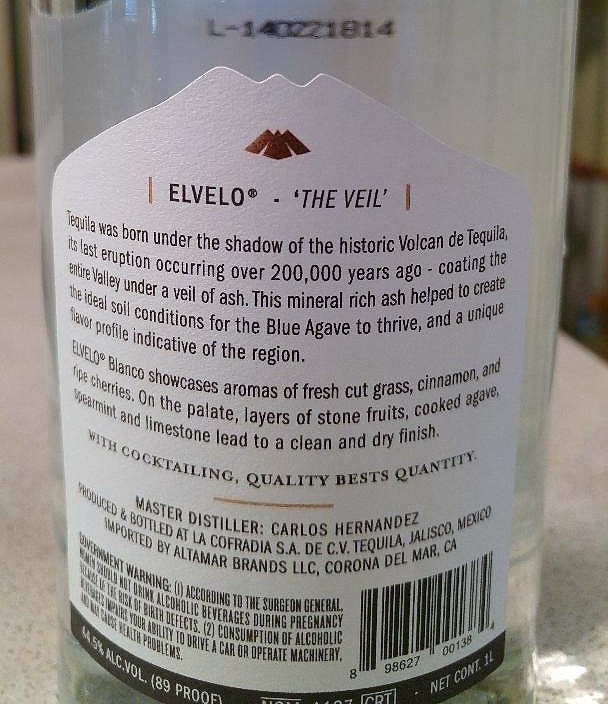 L-140221814
ELVELO® - 'THE VEIL'
Tequila was born under the shadow of the historic Volcan de Tequila,
its last eruption occurring over 200,000 years ago - coating the
entire Valley under a veil of ash. This mineral rich ash helped to create
the ideal soil conditions for the Blue Agave to thrive, and a unique
flavor profile indicative of the region.
ELVELO® Blanco showcases aromas of fresh cut grass, cinnamon, and
ripe cherries. On the palate, layers of stone fruits, cooked agave,
spearmint and limestone lead to a clean and dry finish.
WITH COCKTAILING, QUALITY BESTS QUANTITY.
MASTER DISTILLER: CARLOS HERNANDEZ
PRODUCED & BOTTLED AT LA COFRADIA S.A. DE C.V. TEQUILA, JALISCO, MEXICO
IMPORTED BY ALTAMAR BRANDS LLC, CORONA DEL MAR, CA
GOVERNMENT WARNING: (1) ACCORDING TO THE SURGEON GENERAL,
WOMEN SHOULD NOT DRINK ALCOHOLIC BEVERAGES DURING PREGNANCY
BECAUSE OF THE RISK OF BIRTH DEFECTS. (2) CONSUMPTION OF ALCOHOLIC
BEVERAGES IMPAIRS YOUR ABILITY TO DRIVE A CAR OR OPERATE MACHINERY,
AND MAY CAUSE HEALTH PROBLEMS.
8 98627 00138 4
44.5% ALC.VOL. (89 PROOF) CRT · NET CONT. 1L